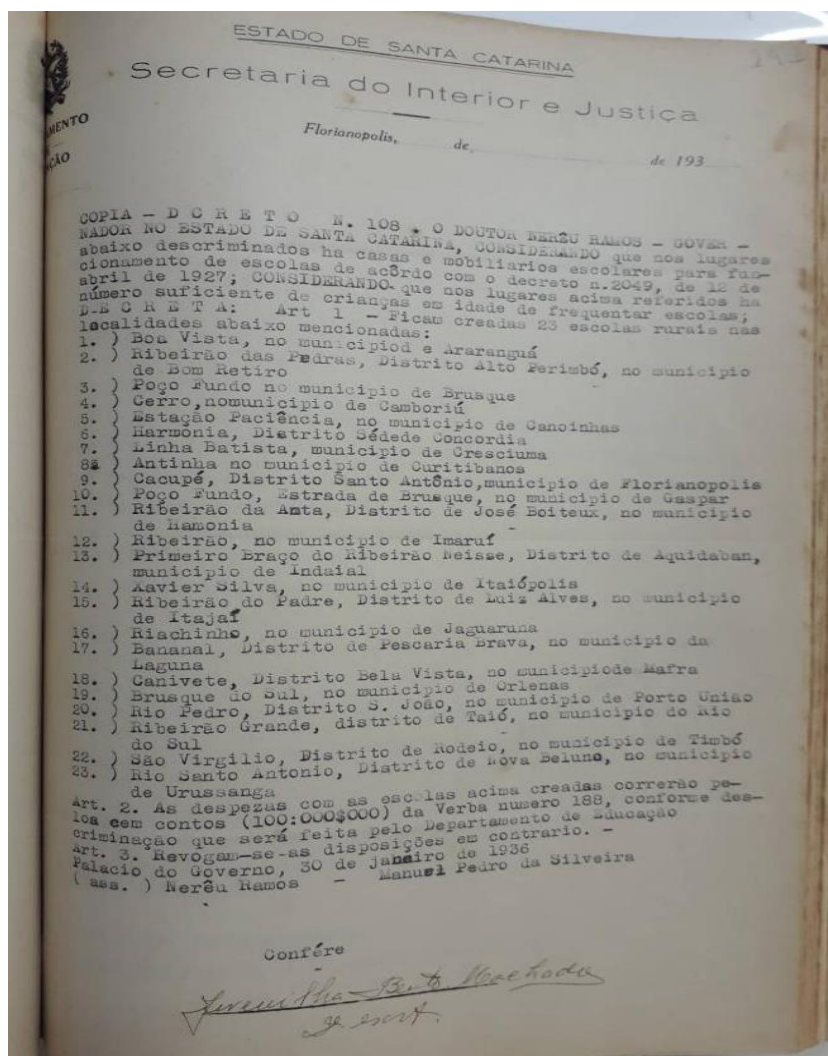 ESTADO DE SANTA CATARINA
Secretaria do Interior e Justiça
Florianopolis, de de 193
COPIA - D C R E T O N. 108 . O DOUTOR NERÊU RAMOS - GOVER -
NADOR NO ESTADO DE SANTA CATARINA, CONSIDERANDO que nos lugares
abaixo descriminados ha casas e mobiliarios escolares para fun-
cionamento de escolas de acôrdo com o decreto n.2049, de 12 de
abril de 1927; CONSIDERANDO que nos lugares acima referidos ha
número suficiente de crianças em idade de frequentar escolas;
D-E C R E T A: Art 1 - Ficam creadas 23 escolas rurais nas
localidades abaixo mencionadas:
1. ) Boa Vista, no municipiod e Araranguá
2. ) Ribeirão das Pedras, Distrito Alto Perimbó, no municipio
de Bom Retiro
3. ) Poço Fundo no municipio de Brusque
4. ) Cerro,nomunicipio de Camboriú
5. ) Estação Paciência, no municipio de Canoinhas
6. ) Harmonia, Distrito Sédede Concordia
7. ) Linha Batista, municipio de Cresciuma
8ª ) Antinha no municipio de Curitibanos
9. ) Cacupé, Distrito Santo Antônio,municipio de Florianopolis
10. ) Poço Fundo, Estrada de Brusque, no municipio de Gaspar
11. ) Ribeirão da Anta, Distrito de José Boiteux, no municipio
de Hamonia
12. ) Ribeirão, no municipio de Imaruí
13. ) Primeiro Braço do Ribeirão Neisse, Distrito de Aquidaban,
municipio de Indaial
14. ) Xavier Silva, no municipio de Itaiópolis
15. ) Ribeirão do Padre, Distrito de Luiz Alves, no municipio
de Itajaí
16. ) Riachinho, no municipio de Jaguaruna
17. ) Bananal, Distrito de Pescaria Brava, no municipio da
Laguna
18. ) Canivete, Distrito Bela Vista, no municipiode Mafra
19. ) Brusque do Sul, no municipio de Orlenas
20. ) Rio Pedro, Distrito S. João, no municipio de Porto União
21. ) Ribeirão Grande, distrito de Taió, no municipio do Rio
do Sul
22. ) São Virgilio, Distrito de Rodeio, no municipio de Timbó
23. ) Rio Santo Antonio, Distrito de Nova Beluno, no municipio
de Urussanga
Art. 2. As despezas com as escolas acima creadas correrão pe-
los cem contos (100:000$000) da Verba numero 188, conforme des-
criminação que será feita pelo Departamento de Educação
Art. 3. Revogam-se-as disposições em contrario. -
Palacio do Governo, 30 de janeiro de 1936
( ass. ) Nerêu Ramos - Manuel Pedro da Silveira
Confére
Bento Machado